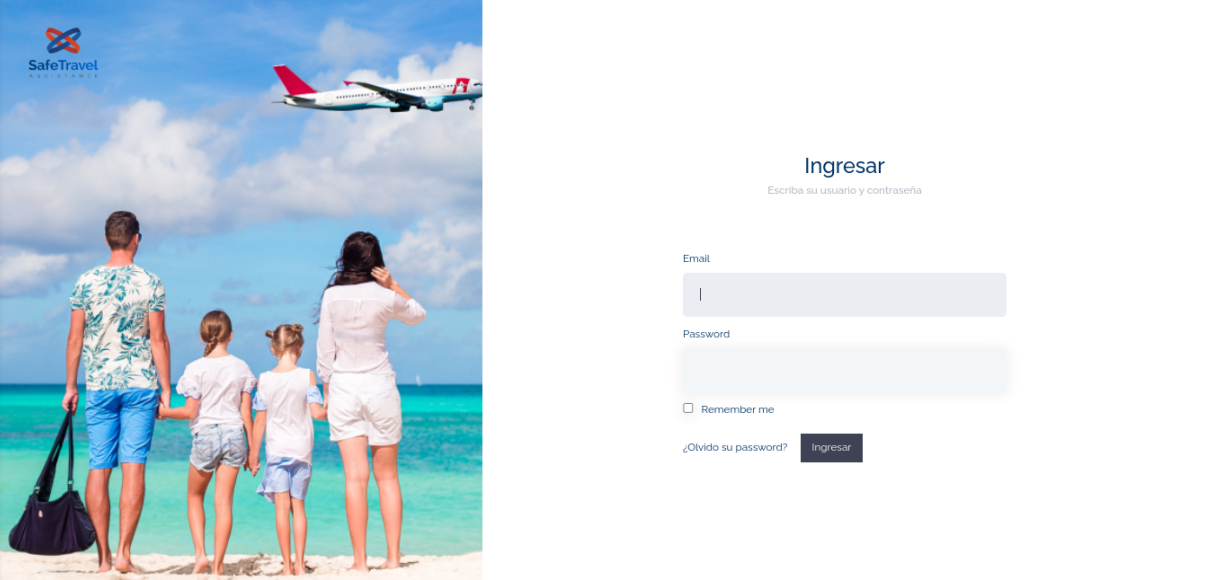 SafeTravel
ASSISTANCE
Ingresar
Escriba su usuario y contraseña
Email
Password
Remember me
¿Olvido su password?
Ingresar